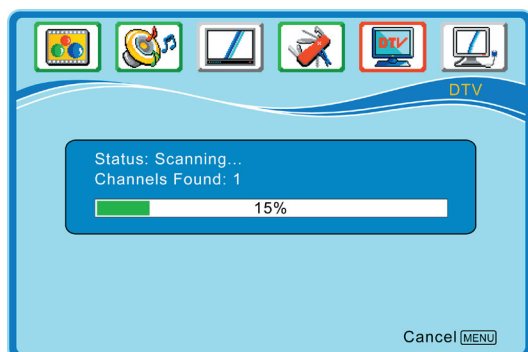 DTV
DTV
Status: Scanning...
Channels Found: 1
15%
Cancel MENU